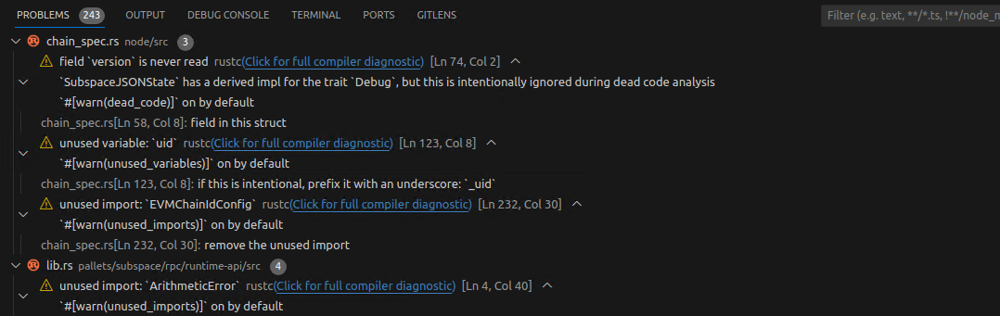 PROBLEMS 243 OUTPUT DEBUG CONSOLE TERMINAL PORTS GITLENS Filter (e.g. text, **/*.ts, !**/node_m
chain_spec.rs node/src 3
field `version` is never read rustc(Click for full compiler diagnostic) [Ln 74, Col 2]
`SubspaceJSONState` has a derived impl for the trait `Debug`, but this is intentionally ignored during dead code analysis
`#[warn(dead_code)]` on by default
chain_spec.rs[Ln 58, Col 8]: field in this struct
unused variable: `uid` rustc(Click for full compiler diagnostic) [Ln 123, Col 8]
`#[warn(unused_variables)]` on by default
chain_spec.rs[Ln 123, Col 8]: if this is intentional, prefix it with an underscore: `_uid`
unused import: `EVMChainIdConfig` rustc(Click for full compiler diagnostic) [Ln 232, Col 30]
`#[warn(unused_imports)]` on by default
chain_spec.rs[Ln 232, Col 30]: remove the unused import
lib.rs pallets/subspace/rpc/runtime-api/src 4
unused import: `ArithmeticError` rustc(Click for full compiler diagnostic) [Ln 4, Col 40]
`#[warn(unused_imports)]` on by default